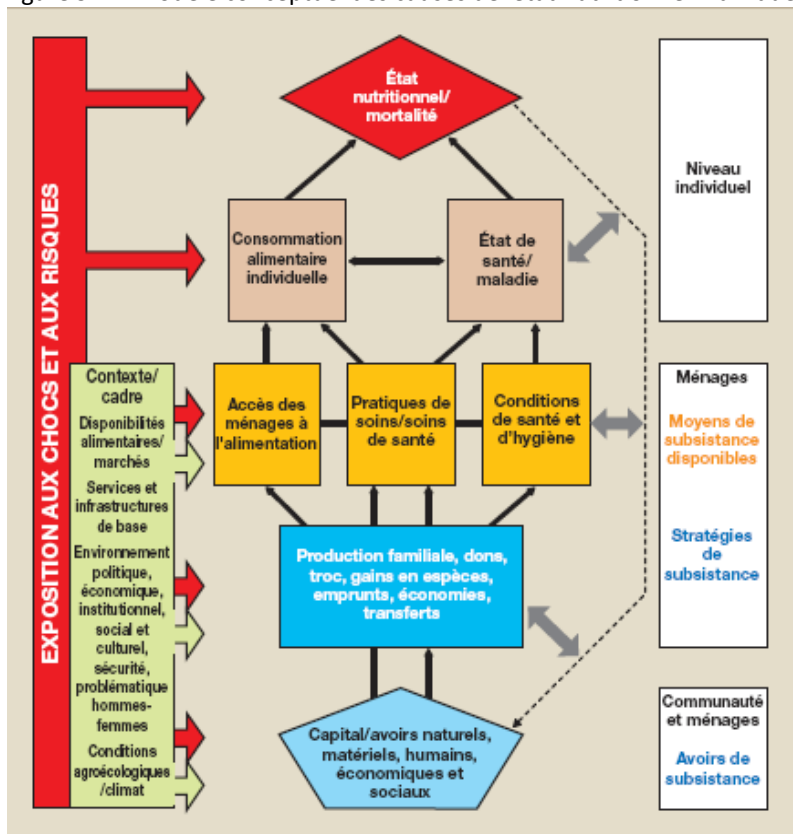 État
nutritionnel/
mortalité
Niveau
individuel
EXPOSITION AUX CHOCS ET AUX RISQUES
Consommation
alimentaire
individuelle
État de
santé/
maladie
Contexte/
cadre
Disponibilités
alimentaires/
marchés
Services et
infrastructures
de base
Environnement
politique,
économique,
institutionnel,
social et
culturel,
sécurité,
problématique
hommes-
femmes
Conditions
agroécologiques
/climat
Accès des
ménages à
l'alimentation
Pratiques de
soins/soins
de santé
Conditions
de santé et
d'hygiène
Ménages
Moyens de
subsistance
disponibles
Stratégies
de
subsistance
Production familiale, dons,
troc, gains en espèces,
emprunts, économies,
transferts
Capital/avoirs naturels,
matériels, humains,
économiques et
sociaux
Communauté
et ménages
Avoirs de
subsistance